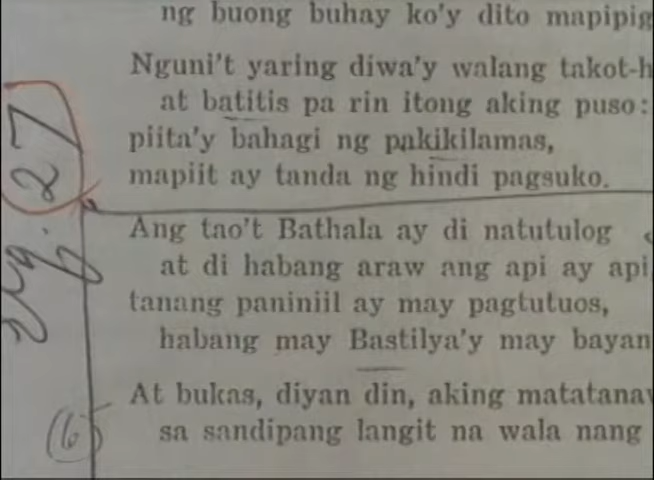 ng buong buhay ko'y dito mapipig
Nguni't yaring diwa'y walang takot-h
at batitis pa rin itong aking puso:
piita'y bahagi ng pakikilamas,
mapiit ay tanda ng hindi pagsuko.
Ang tao't Bathala ay di natutulog
at di habang araw ang api ay api
tanang paniniil ay may pagtutuos,
habang may Bastilya'y may bayan
At bukas, diyan din, aking matatanaw
sa sandipang langit na wala nang
27
(6)